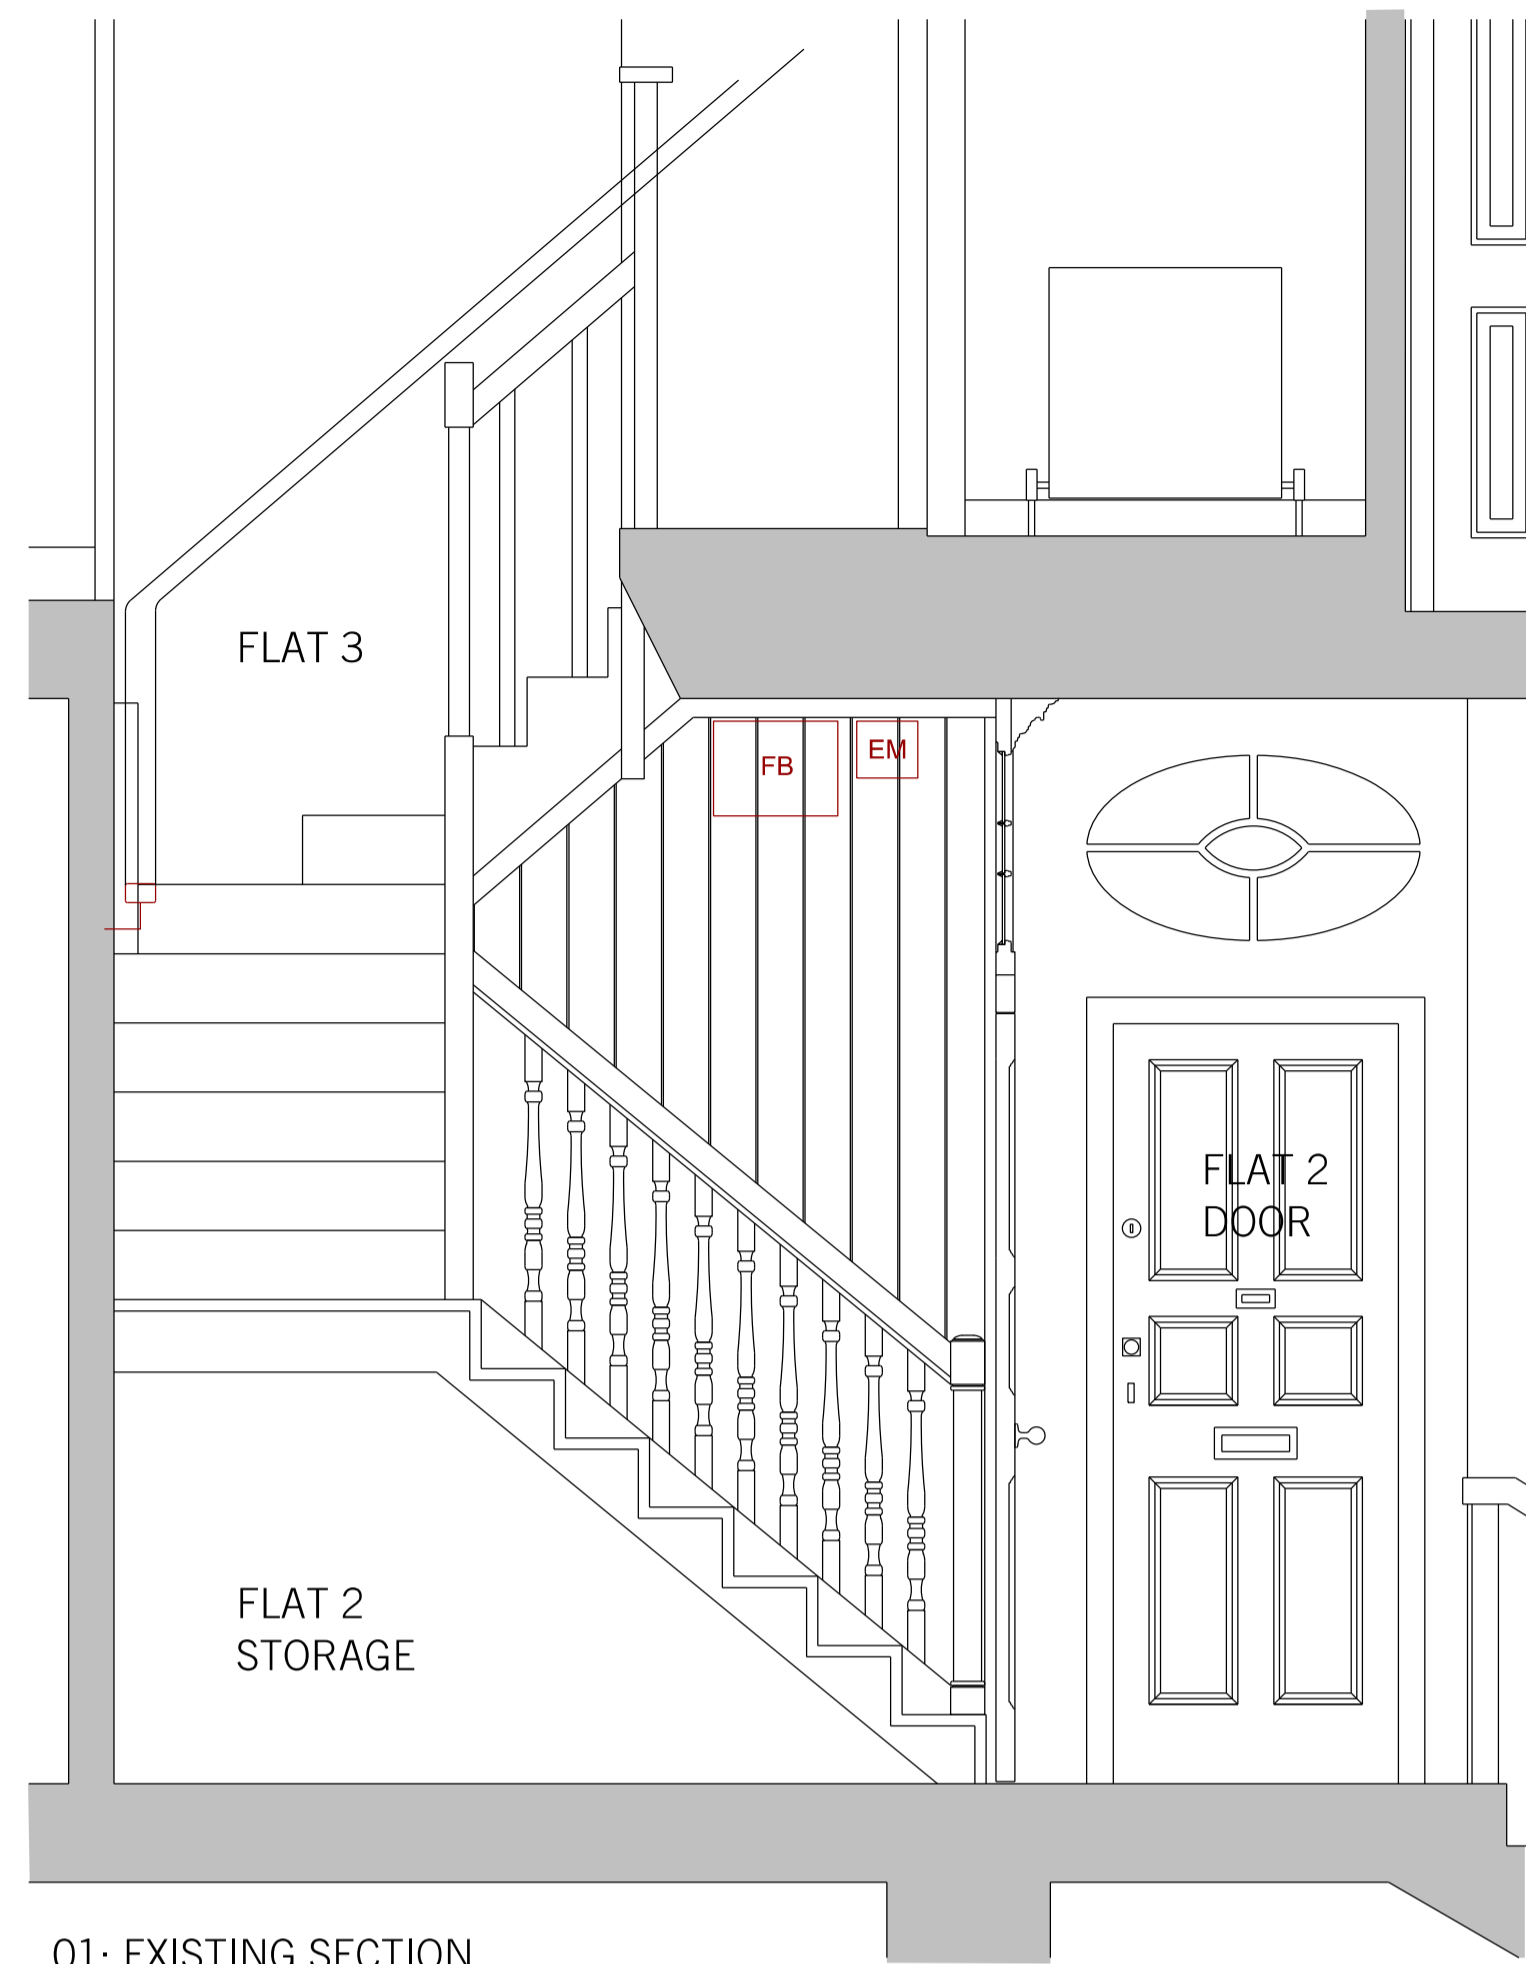 FLAT 3
FB
EM
FLAT 2
DOOR
FLAT 2
STORAGE
01: EXISTING SECTION